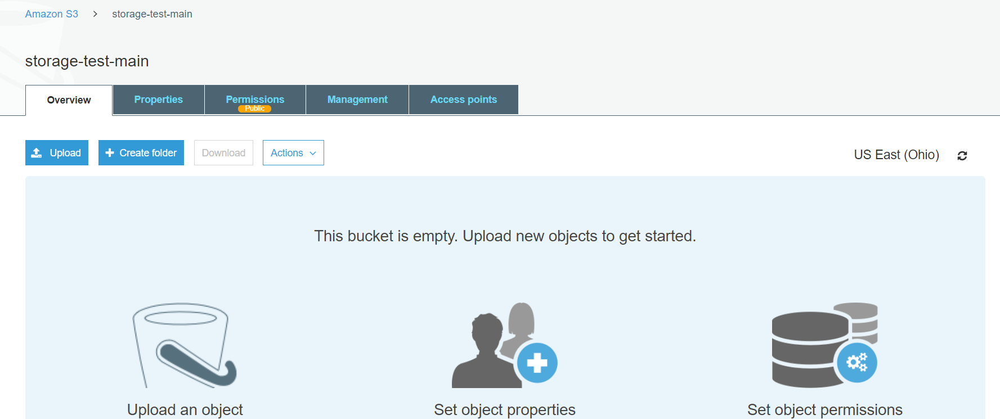 Amazon S3 > storage-test-main
storage-test-main
Overview Properties Permissions Management Access points
Public
Upload Create folder Download Actions US East (Ohio)
This bucket is empty. Upload new objects to get started.
Upload an object Set object properties Set object permissions